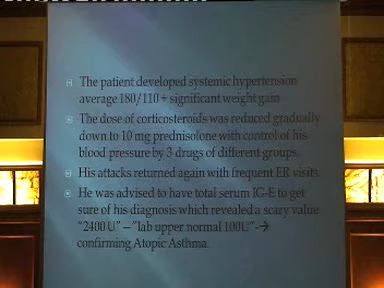 The patient developed systemic hypertension
average 180/110 + significant weight gain
The dose of corticosteroids was reduced gradually
down to 10 mg prednisolone with control of his
blood pressure by 3 drugs of different groups.
His attacks returned again with frequent ER visits.
He was advised to have total serum IG-E to get
sure of his diagnosis which revealed a scary value
"2400 U" –"lab upper normal 100U"-→
confirming Atopic Asthma.